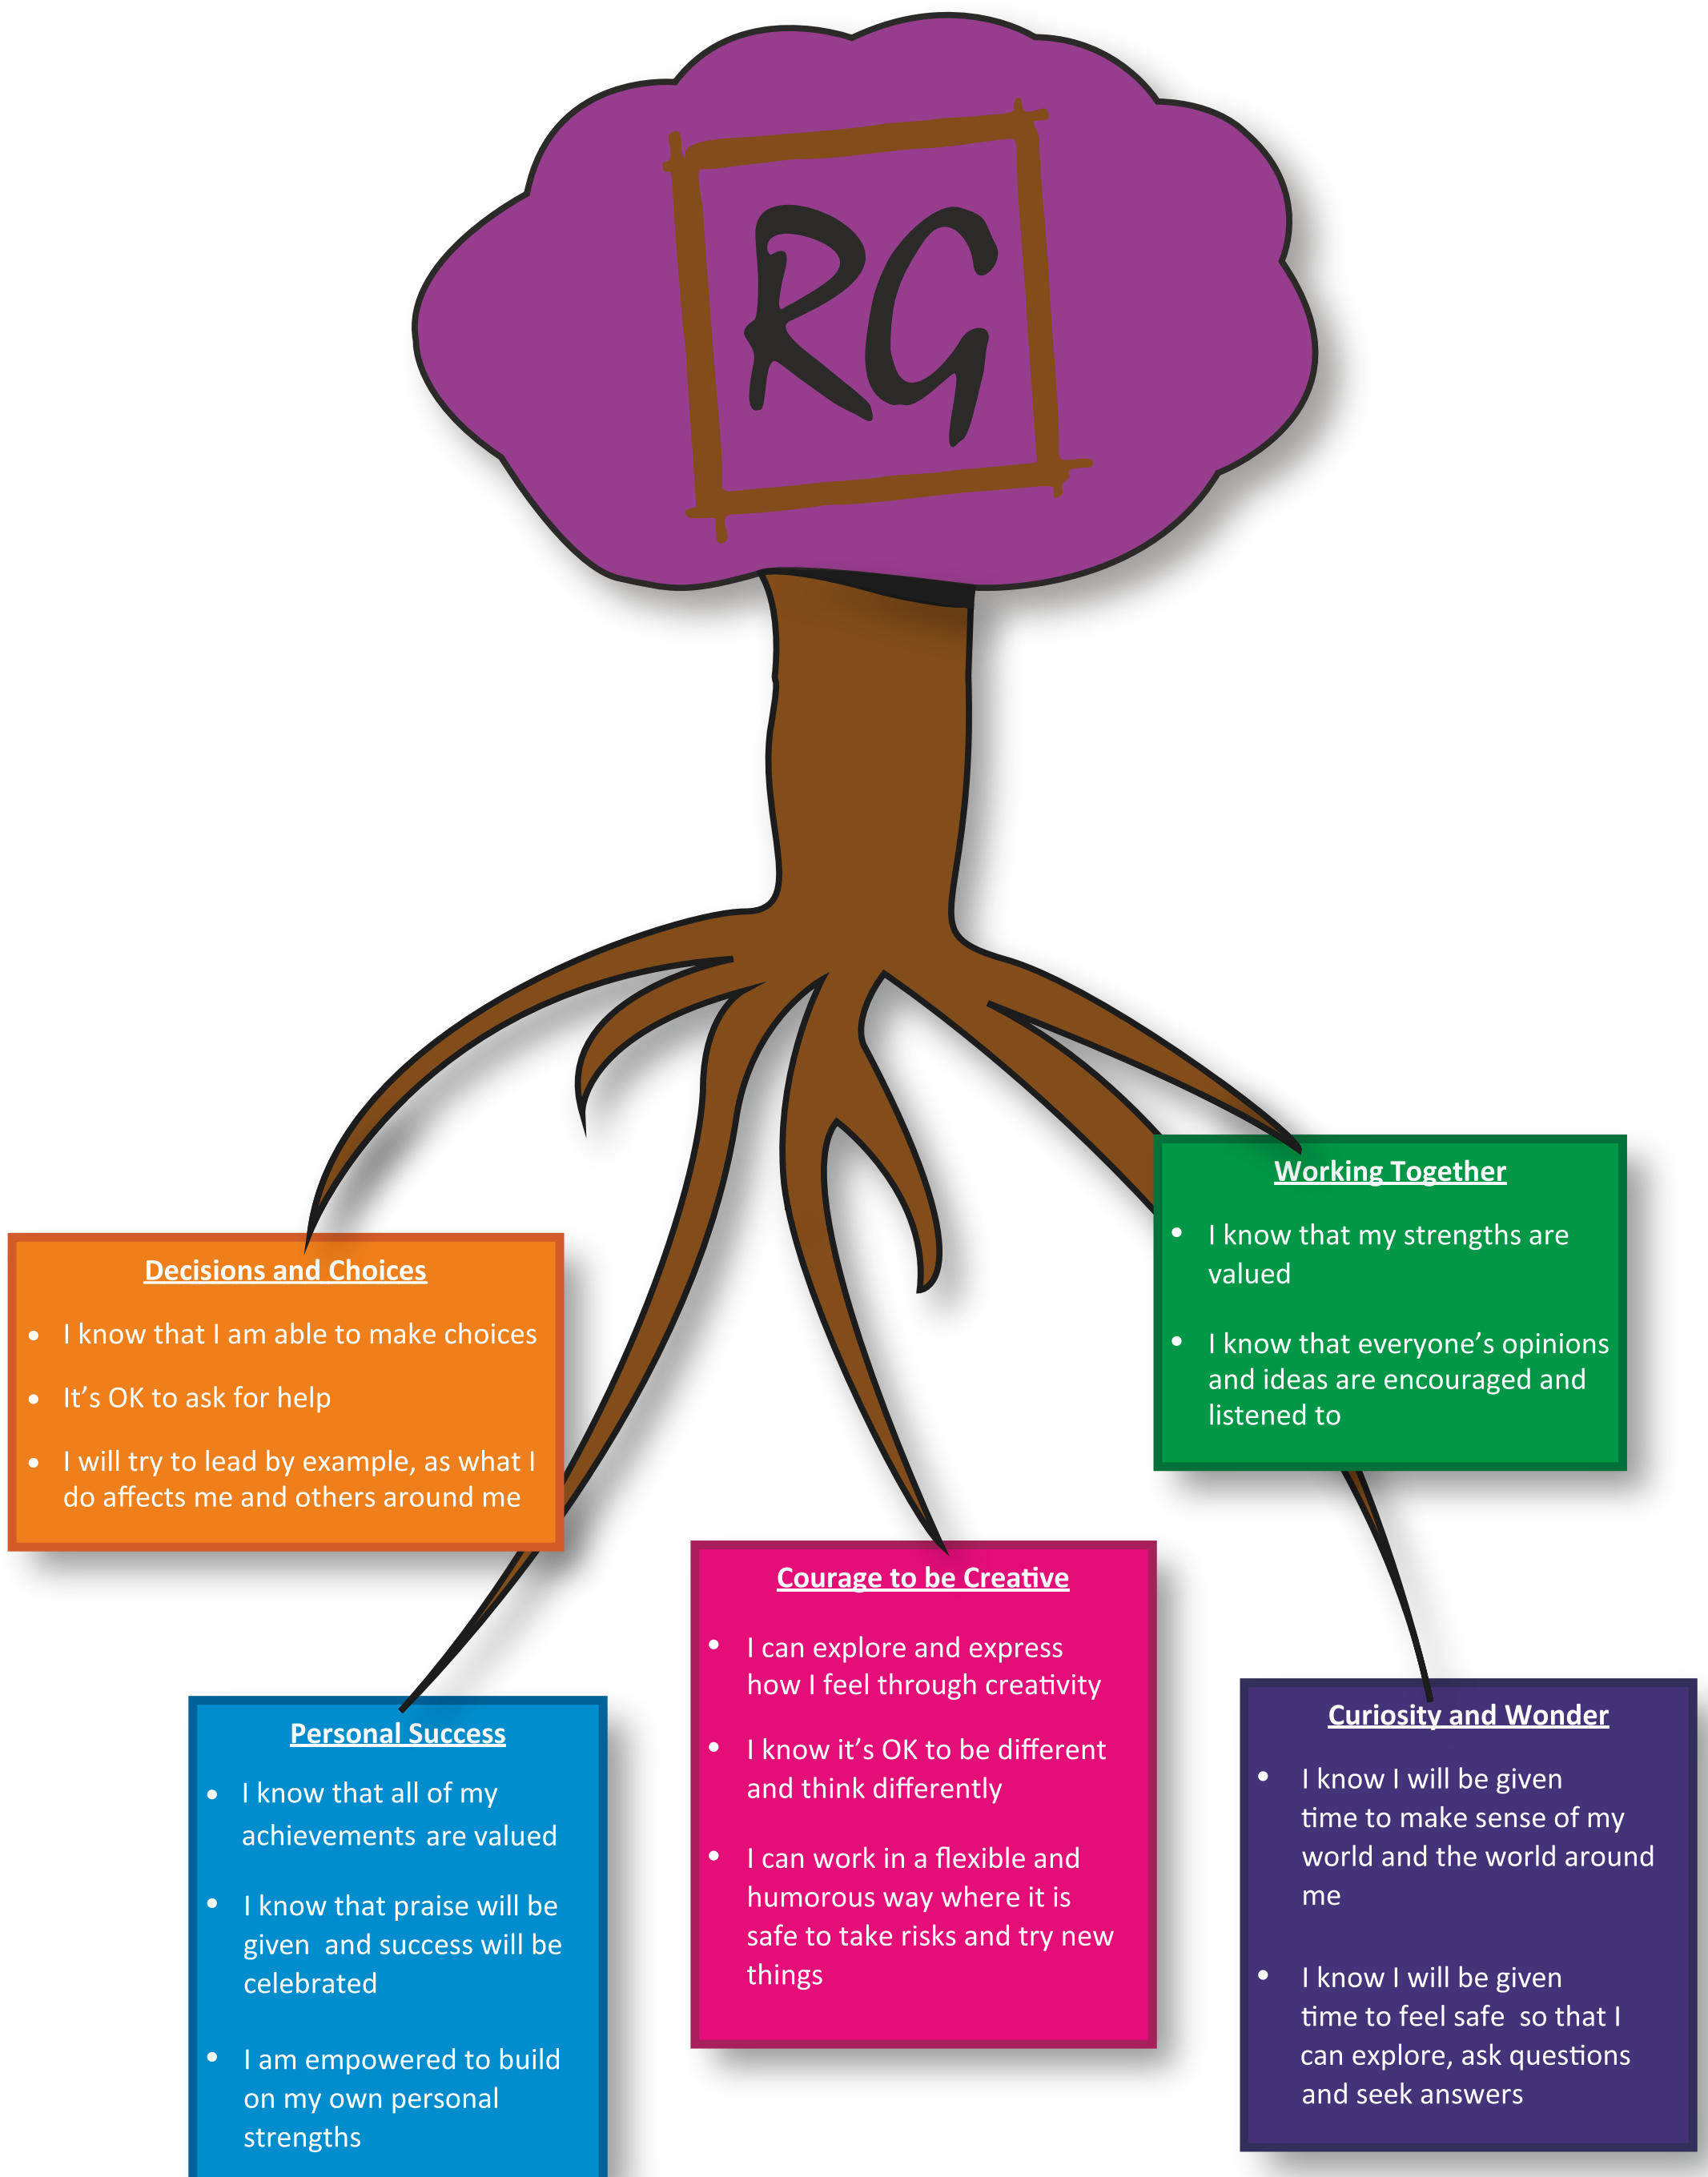 RG
Decisions and Choices
• I know that I am able to make choices
• It’s OK to ask for help
• I will try to lead by example, as what I
do affects me and others around me
Working Together
• I know that my strengths are
valued
• I know that everyone’s opinions
and ideas are encouraged and
listened to
Personal Success
• I know that all of my
achievements are valued
• I know that praise will be
given and success will be
celebrated
• I am empowered to build
on my own personal
strengths
Courage to be Creative
• I can explore and express
how I feel through creativity
• I know it’s OK to be different
and think differently
• I can work in a flexible and
humorous way where it is
safe to take risks and try new
things
Curiosity and Wonder
• I know I will be given
time to make sense of my
world and the world around
me
• I know I will be given
time to feel safe so that I
can explore, ask questions
and seek answers